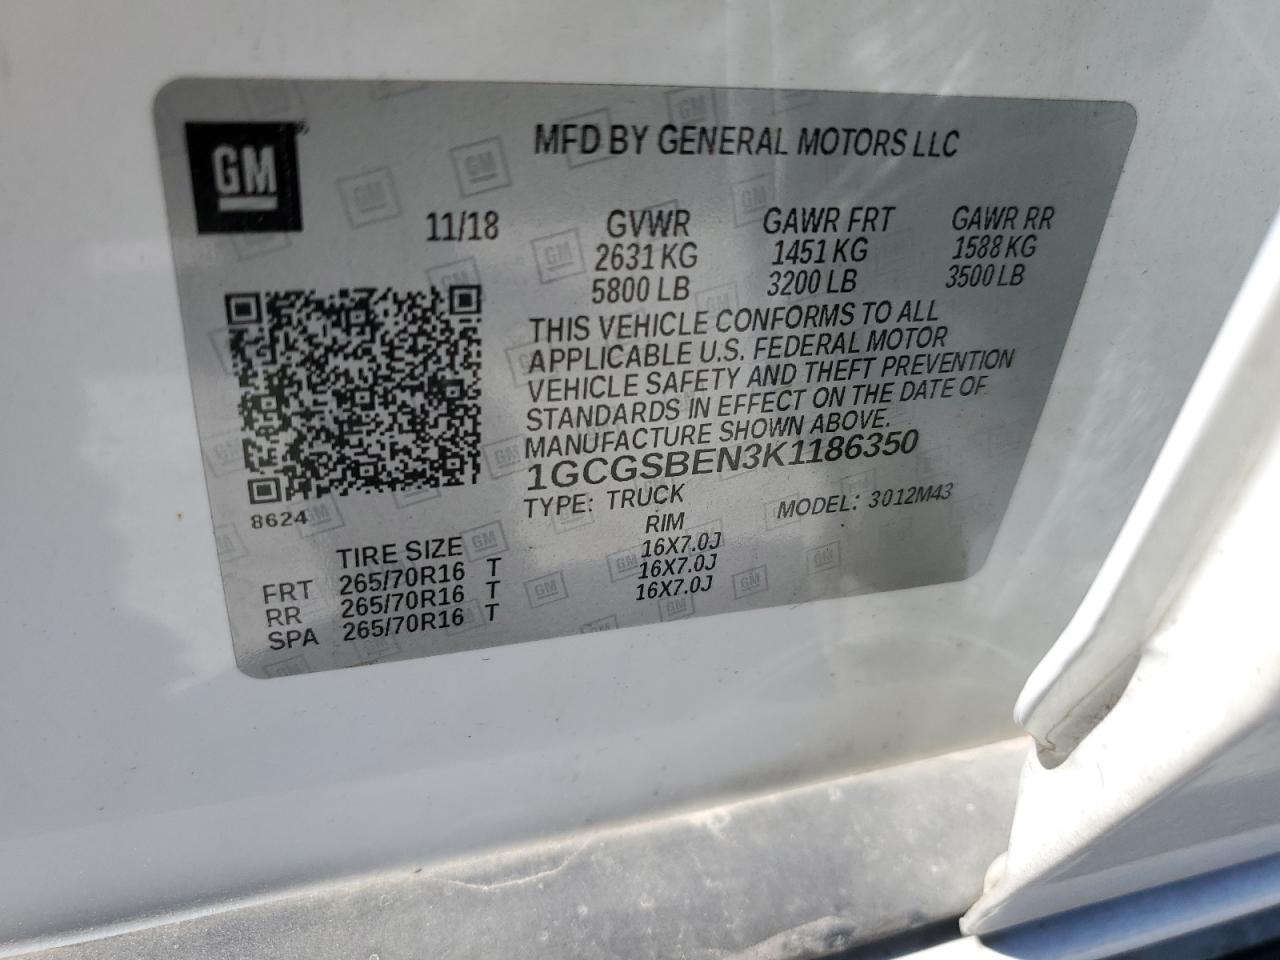 GM
MFD BY GENERAL MOTORS LLC
11/18 GVWR GAWR FRT GAWR RR
2631 KG 1451 KG 1588 KG
5800 LB 3200 LB 3500 LB
THIS VEHICLE CONFORMS TO ALL
APPLICABLE U.S. FEDERAL MOTOR
VEHICLE SAFETY AND THEFT PREVENTION
STANDARDS IN EFFECT ON THE DATE OF
MANUFACTURE SHOWN ABOVE.
1GCGSBEN3K1186350
TYPE: TRUCK MODEL: 3012M43
8624
TIRE SIZE RIM
FRT 265/70R16 T 16X7.0J
RR 265/70R16 T 16X7.0J
SPA 265/70R16 T 16X7.0J